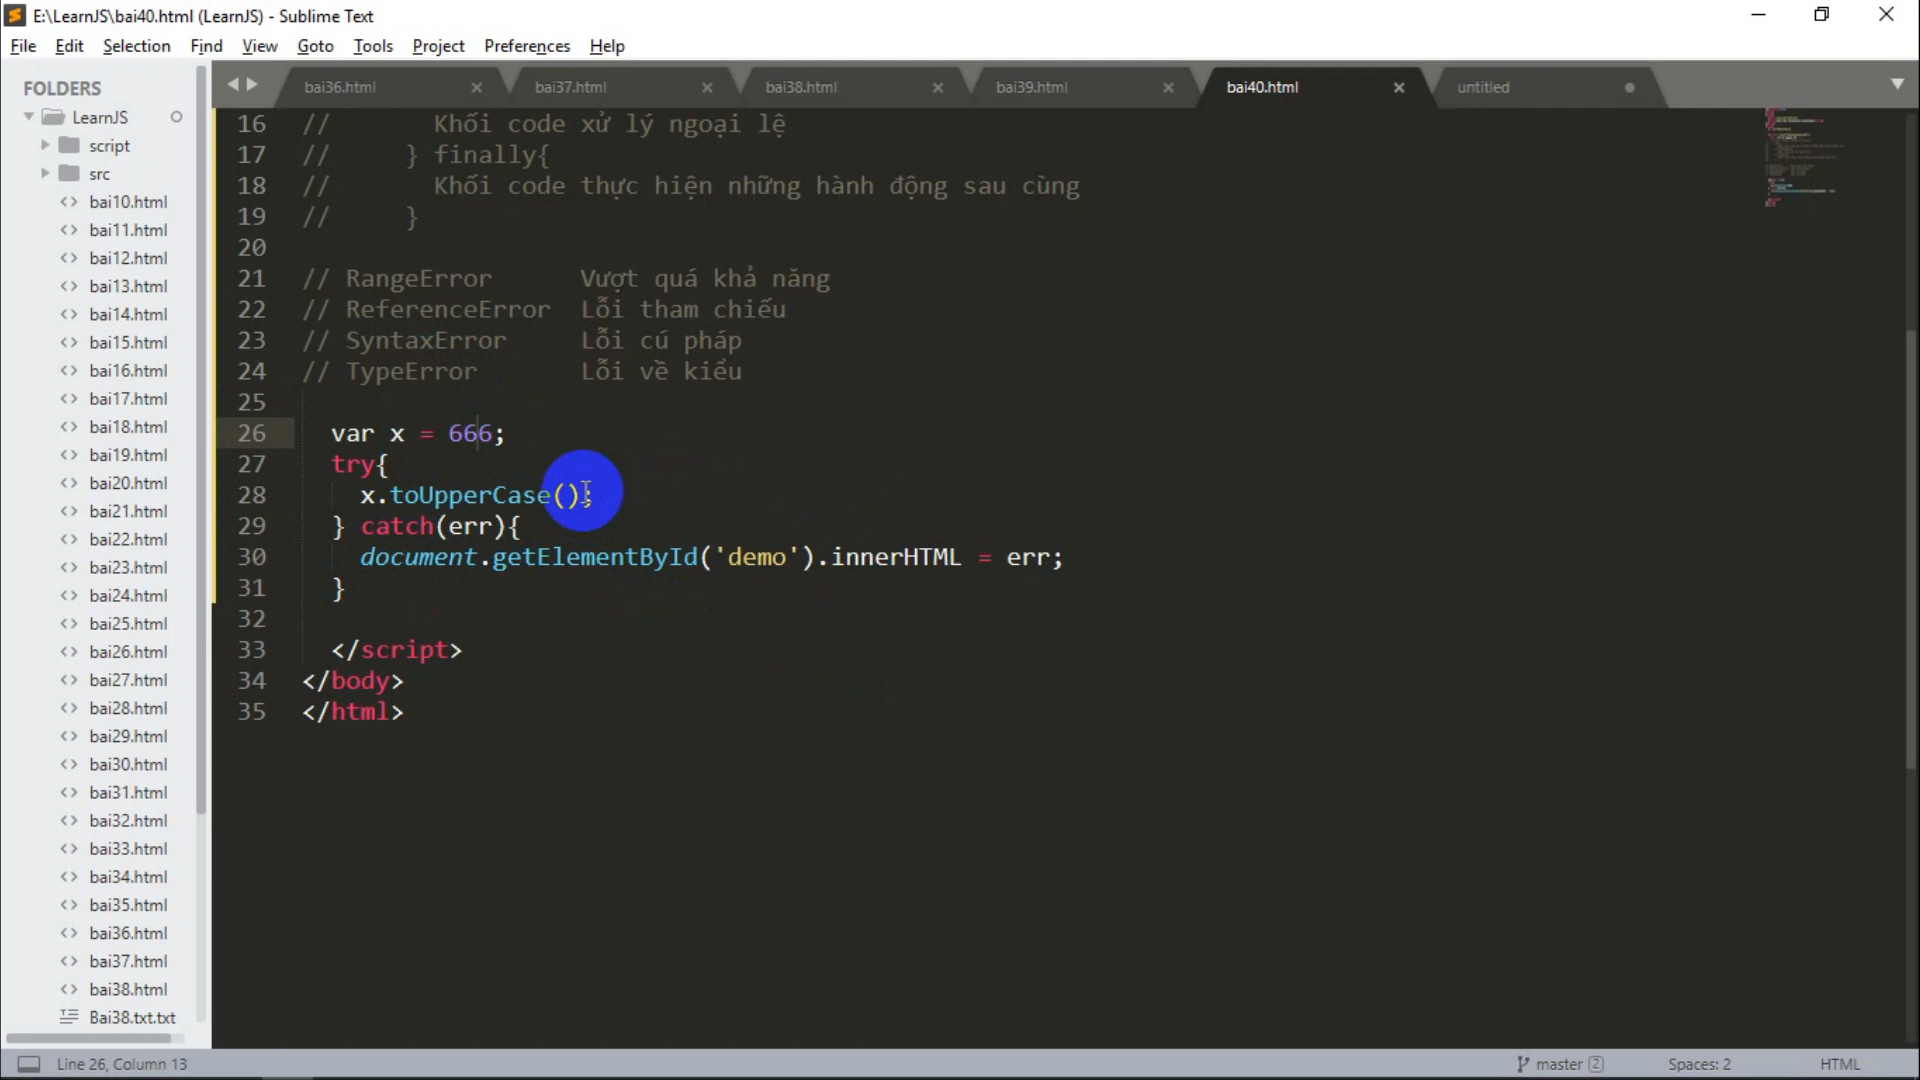 E:\LearnJS\bai40.html (LearnJS) - Sublime Text
File Edit Selection Find View Goto Tools Project Preferences Help
FOLDERS
LearnJS
script
src
bai10.html
bai11.html
bai12.html
bai13.html
bai14.html
bai15.html
bai16.html
bai17.html
bai18.html
bai19.html
bai20.html
bai21.html
bai22.html
bai23.html
bai24.html
bai25.html
bai26.html
bai27.html
bai28.html
bai29.html
bai30.html
bai31.html
bai32.html
bai33.html
bai34.html
bai35.html
bai36.html
bai37.html
bai38.html
Bai38.txt.txt
bai36.html bai37.html bai38.html bai39.html bai40.html untitled
16 // Khối code xử lý ngoại lệ
17 // } finally{
18 // Khối code thực hiện những hành động sau cùng
19 // }
20
21 // RangeError Vượt quá khả năng
22 // ReferenceError Lỗi tham chiếu
23 // SyntaxError Lỗi cú pháp
24 // TypeError Lỗi về kiểu
25
26 var x = 666;
27 try{
28 x.toUpperCase();
29 } catch(err){
30 document.getElementById('demo').innerHTML = err;
31 }
32
33 </script>
34 </body>
35 </html>
Line 26, Column 13 master 2 Spaces: 2 HTML